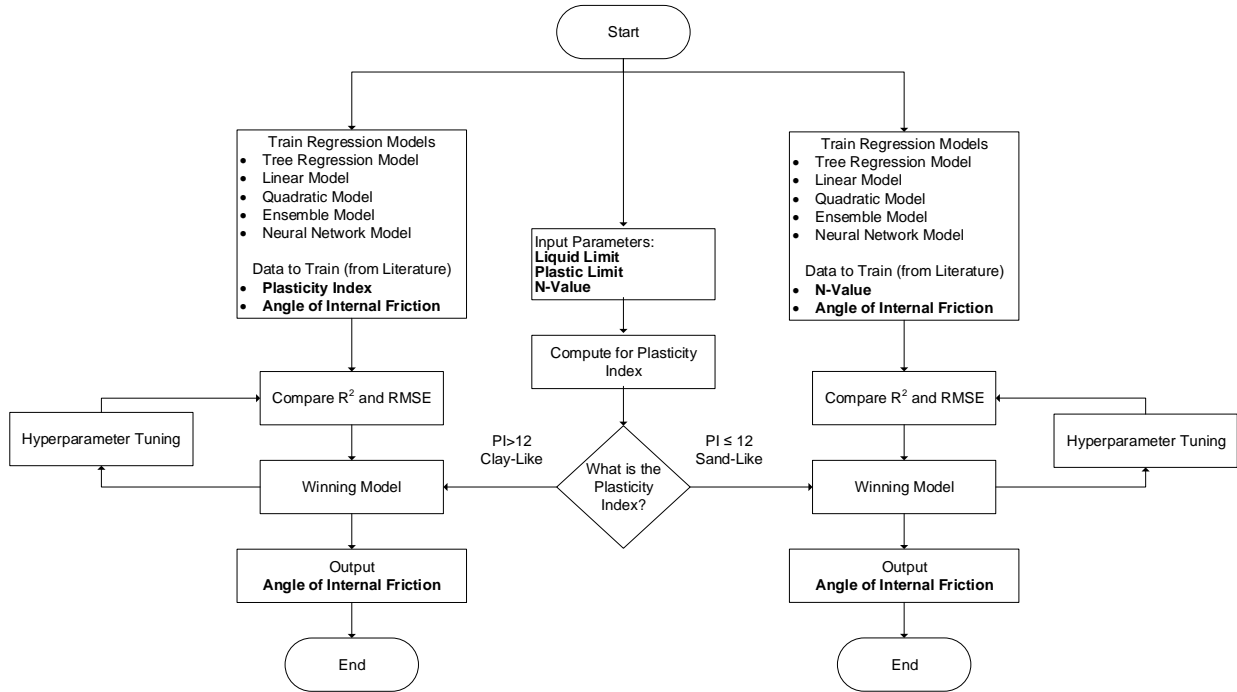 Start
Train Regression Models
• Tree Regression Model
• Linear Model
• Quadratic Model
• Ensemble Model
• Neural Network Model
Data to Train (from Literature)
• Plasticity Index
• Angle of Internal Friction
Input Parameters:
Liquid Limit
Plastic Limit
N-Value
Train Regression Models
• Tree Regression Model
• Linear Model
• Quadratic Model
• Ensemble Model
• Neural Network Model
Data to Train (from Literature)
• N-Value
• Angle of Internal Friction
Compute for Plasticity
Index
Compare R² and RMSE
Compare R² and RMSE
Hyperparameter Tuning
Hyperparameter Tuning
PI>12
Clay-Like
What is the
Plasticity
Index?
PI ≤ 12
Sand-Like
Winning Model
Winning Model
Output
Angle of Internal Friction
Output
Angle of Internal Friction
End
End